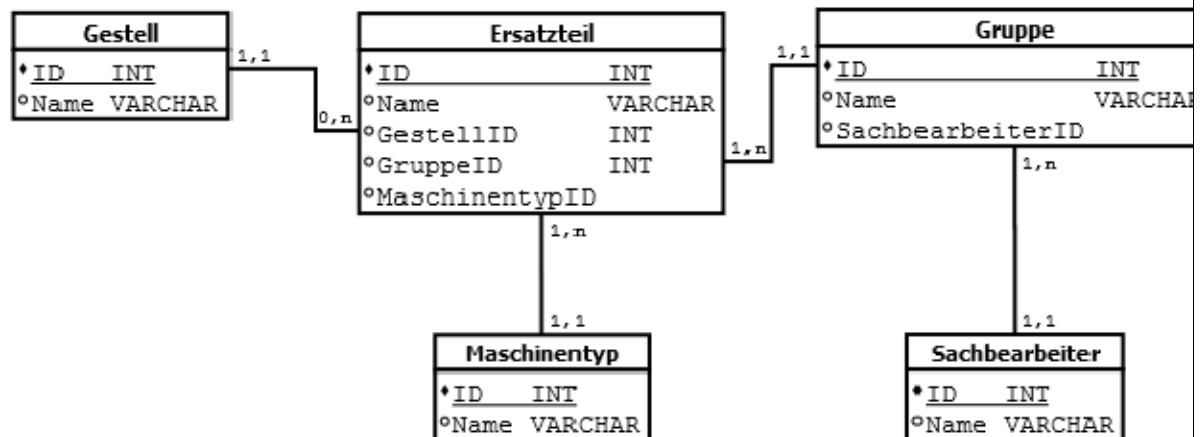 Gestell
ID INT
Name VARCHAR
1,1
0,n
Ersatzteil
ID INT
Name VARCHAR
GestellID INT
GruppeID INT
MaschinentypID
1,1
1,n
Gruppe
ID INT
Name VARCHAR
SachbearbeiterID
1,n
1,1
Maschinentyp
ID INT
Name VARCHAR
1,n
1,1
Sachbearbeiter
ID INT
Name VARCHAR